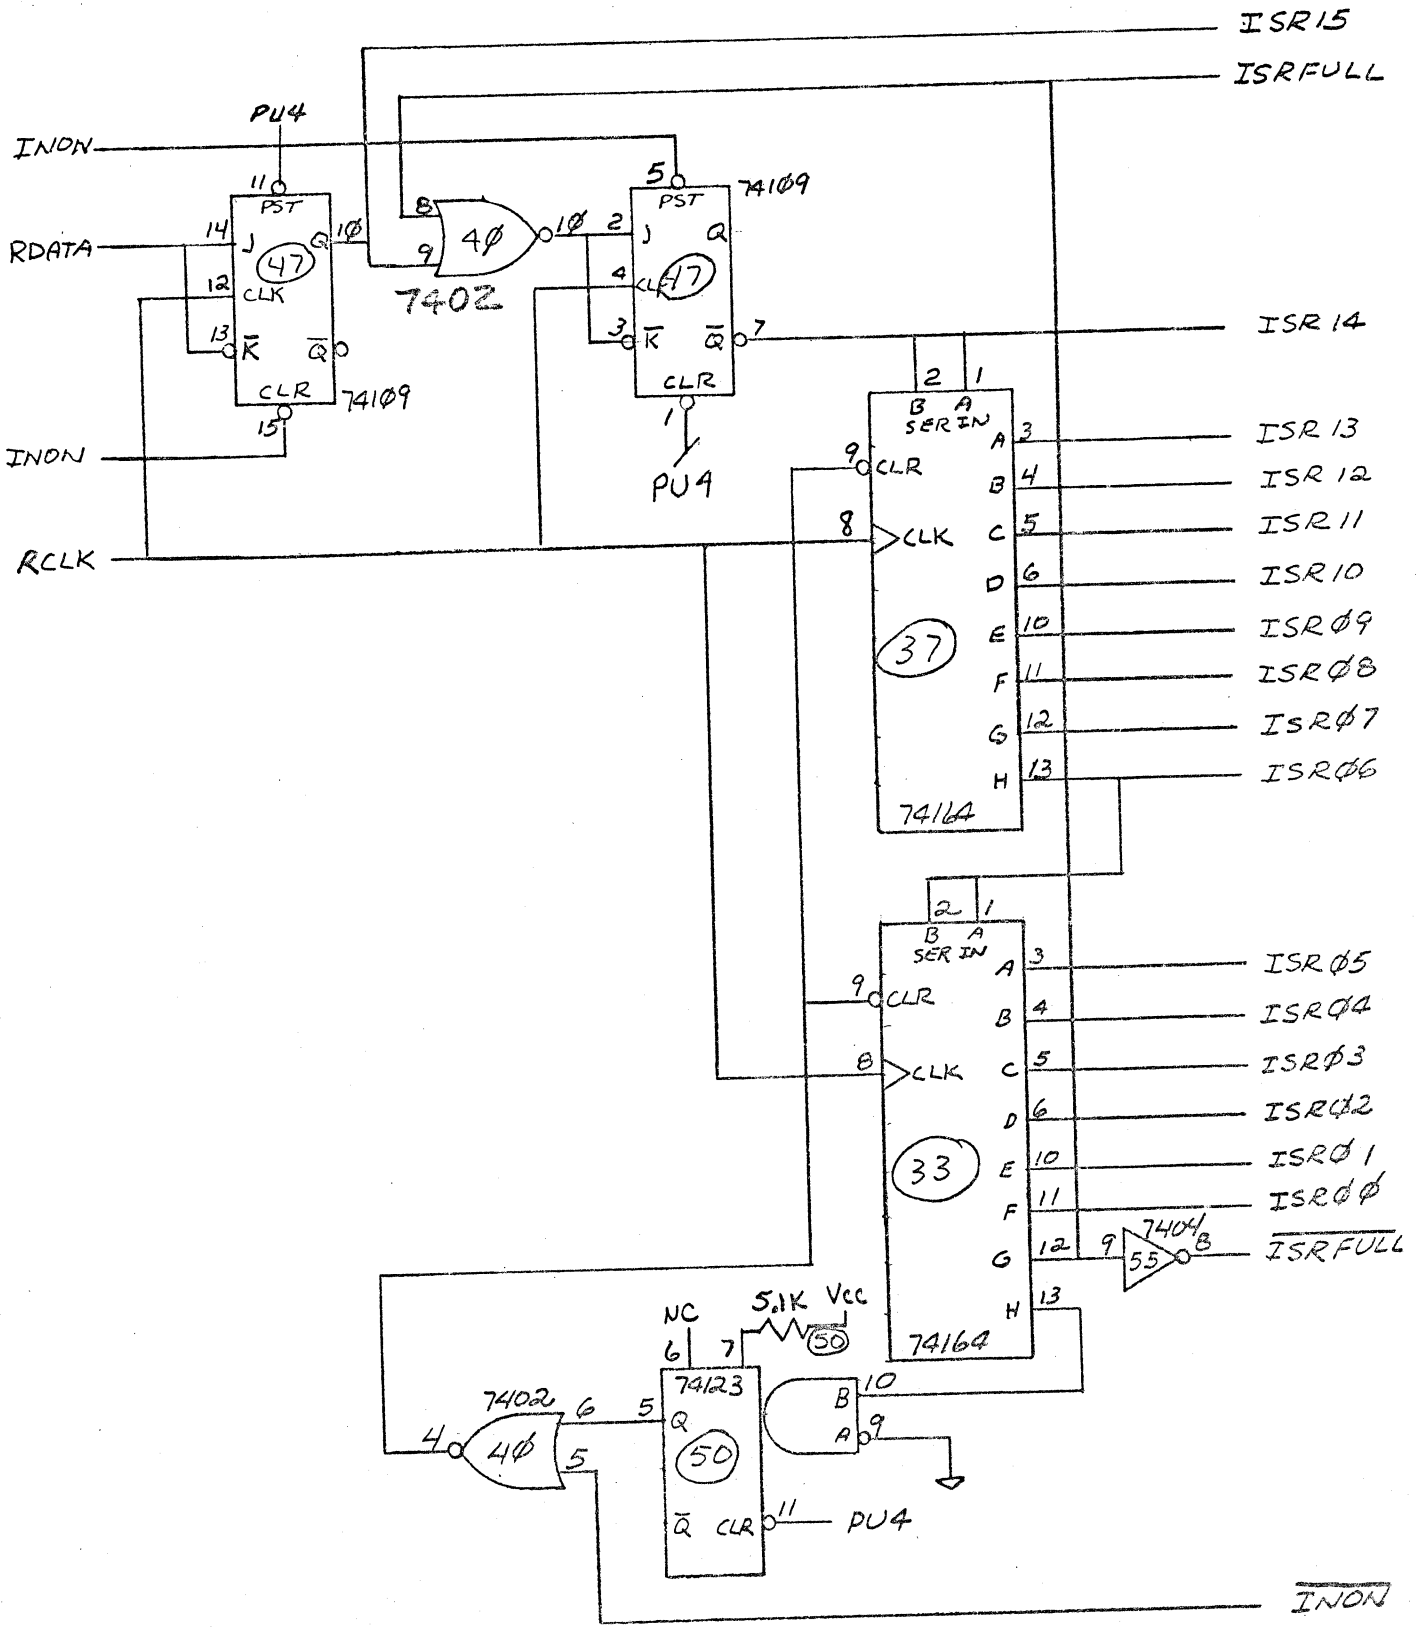 ISR15
ISRFULL
PU4
INON
11
PST
5
PST
74109
RDATA
14
J
Q
10
8
9
4Ø
1Ø
7402
2
J
Q
47
12
CLK
4
CLK
47
13
K̅
Q̅
3
K̅
Q̅
7
ISR 14
CLR
74109
15
CLR
1
PU4
INON
2
1
B
A
SER IN
A
3
ISR 13
9
CLR
B
4
ISR 12
RCLK
8
CLK
C
5
ISR 11
D
6
ISR 10
37
E
10
ISRØ9
F
11
ISRØ8
G
12
ISRØ7
H
13
ISRØ6
74164
2
1
B
A
SER IN
A
3
ISRØ5
9
CLR
B
4
ISRØ4
8
CLK
C
5
ISRØ3
D
6
ISRØ2
33
E
10
ISRØ1
F
11
ISRØØ
G
12
9
55
7404
8
I̅S̅R̅F̅U̅L̅L̅
H
13
74164
NC
5.1K
Vcc
50
6
7
74123
7402
4
4Ø
6
5
5
Q
50
Q̅
CLR
11
PU4
B
10
A
9
I̅N̅O̅N̅